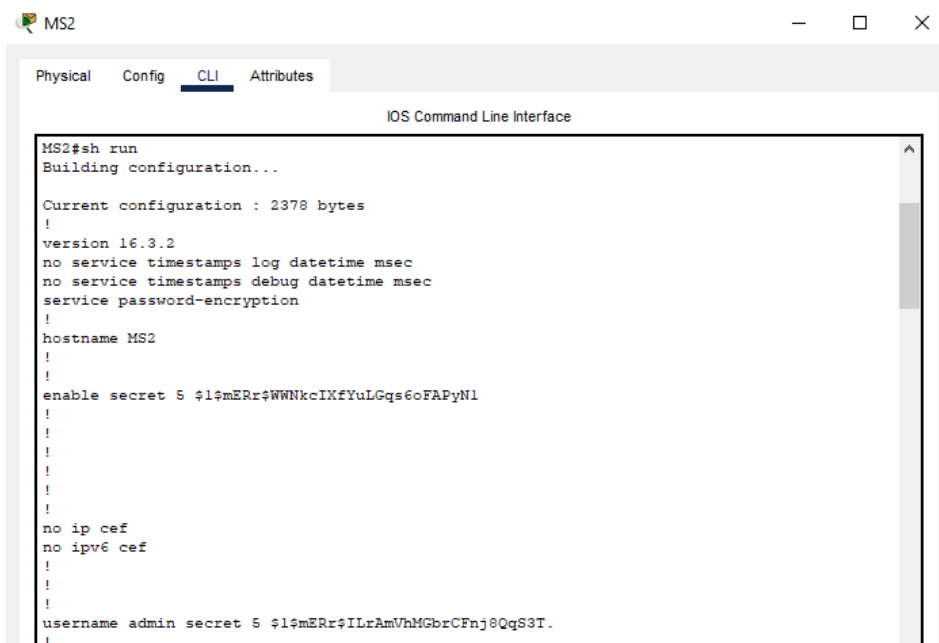 MS2
Physical Config CLI Attributes
IOS Command Line Interface
MS2#sh run
Building configuration...
Current configuration : 2378 bytes
!
version 16.3.2
no service timestamps log datetime msec
no service timestamps debug datetime msec
service password-encryption
!
hostname MS2
!
!
enable secret 5 $1$mERr$WWNkcIXfYuLGqs6oFAPyN1
!
!
!
!
!
!
no ip cef
no ipv6 cef
!
!
!
username admin secret 5 $1$mERr$ILrAmVhMGbrCFnj8QqS3T.
!